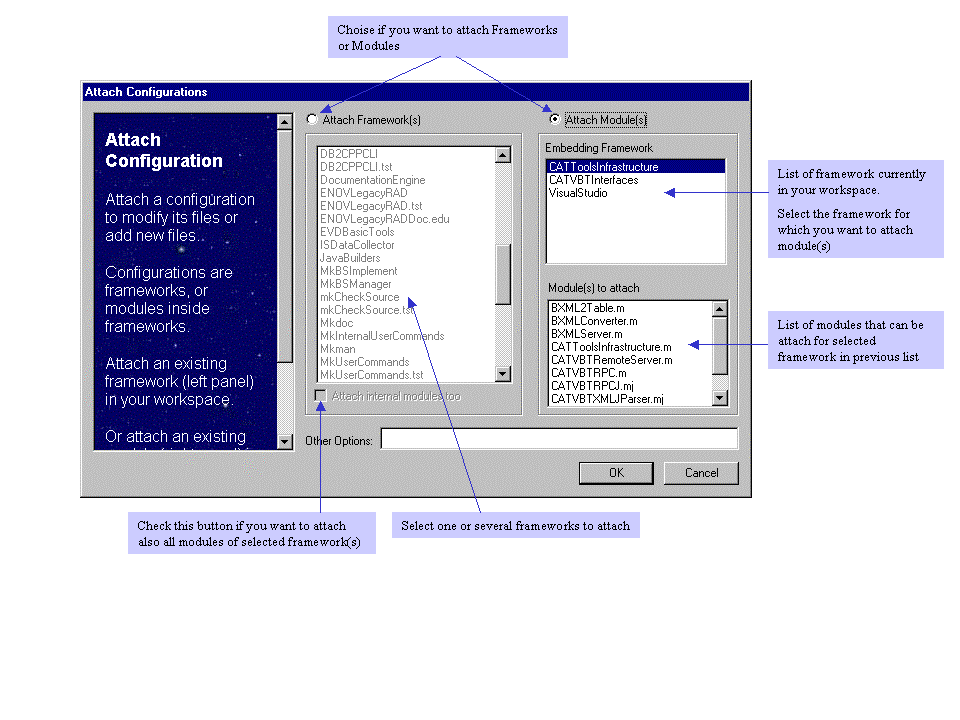 Choise if you want to attach Frameworks
or Modules
Attach Configurations
Attach
Configuration
Attach a configuration
to modify its files or
add new files.
Configurations are
frameworks, or
modules inside
frameworks.
Attach an existing
framework (left panel)
in your workspace.
Or attach an existing
Attach Framework(s)
DB2CPPCLI
DB2CPPCLI.tst
DocumentationEngine
ENOVLegacyRAD
ENOVLegacyRAD.tst
ENOVLegacyRADDoc.edu
EVDBasicTools
ISDataCollector
JavaBuilders
MkBSImplement
MkBSManager
mkCheckSource
mkCheckSource.tst
Mkdoc
MkInternalUserCommands
Mkman
MkUserCommands
MkUserCommands.tst
Attach internal modules too
Attach Module(s)
Embedding Framework
CATToolsInfrastructure
CATVBTInterfaces
VisualStudio
Module(s) to attach
BXML2Table.m
BXMLConverter.m
BXMLServer.m
CATToolsInfrastructure.m
CATVBTRemoteServer.m
CATVBTRPC.m
CATVBTRPCJ.mj
CATVBTXMLJParser.mj
Other Options:
OK
Cancel
List of framework currently
in your workspace.
Select the framework for
which you want to attach
module(s)
List of modules that can be
attach for selected
framework in previous list
Check this button if you want to attach
also all modules of selected framework(s)
Select one or several frameworks to attach